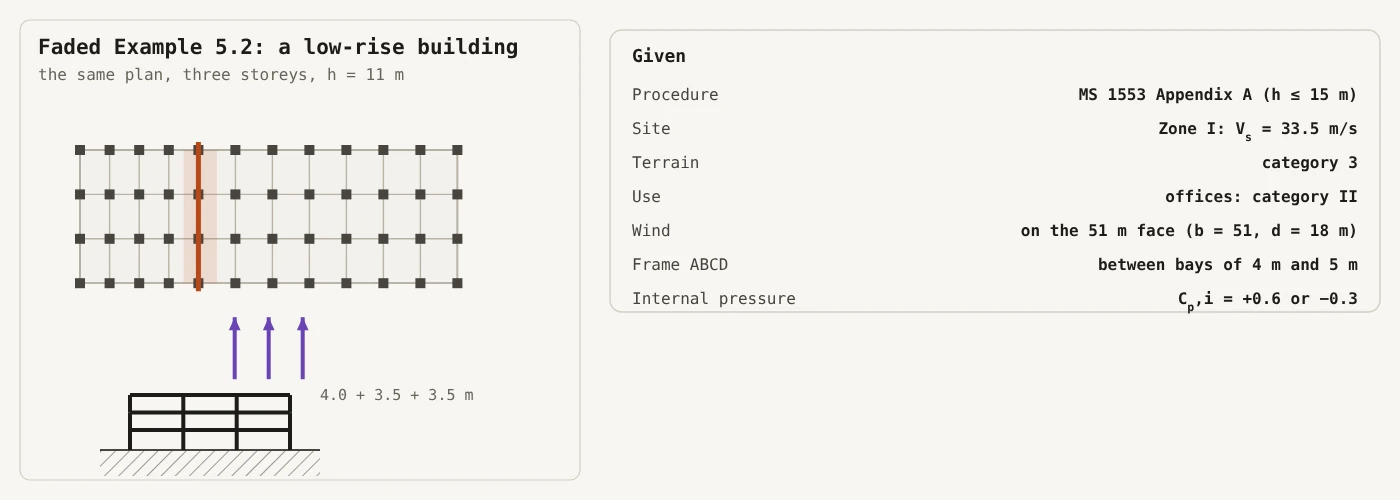 Faded Example 5.2: a low-rise building
the same plan, three storeys, h = 11 m
4.0 + 3.5 + 3.5 m
Given
Procedure MS 1553 Appendix A (h ≤ 15 m)
Site Zone I: Vs = 33.5 m/s
Terrain category 3
Use offices: category II
Wind on the 51 m face (b = 51, d = 18 m)
Frame ABCD between bays of 4 m and 5 m
Internal pressure Cp,i = +0.6 or −0.3